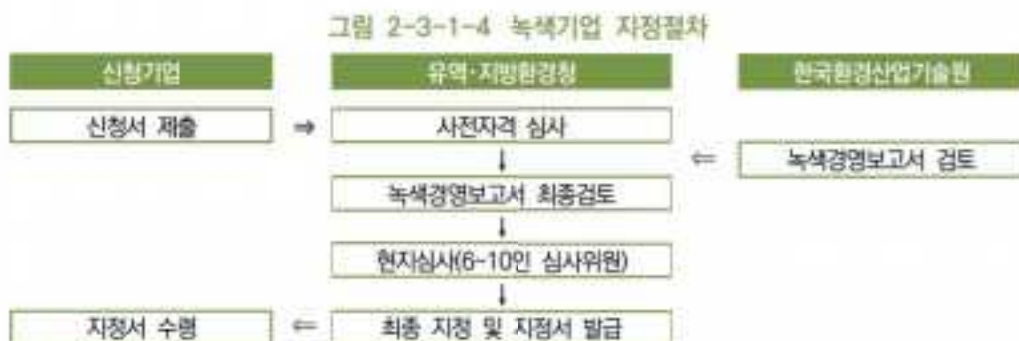 그림 2-3-1-4 녹색기업 지정절차
신청기업 유역·지방환경청 한국환경산업기술원
신청서 제출 ⇒ 사전자격 심사
↓ ⇐ 녹색경영보고서 검토
녹색경영보고서 최종검토
↓
현지심사(6-10인 심사위원)
↓
지정서 수령 ⇐ 최종 지정 및 지정서 발급